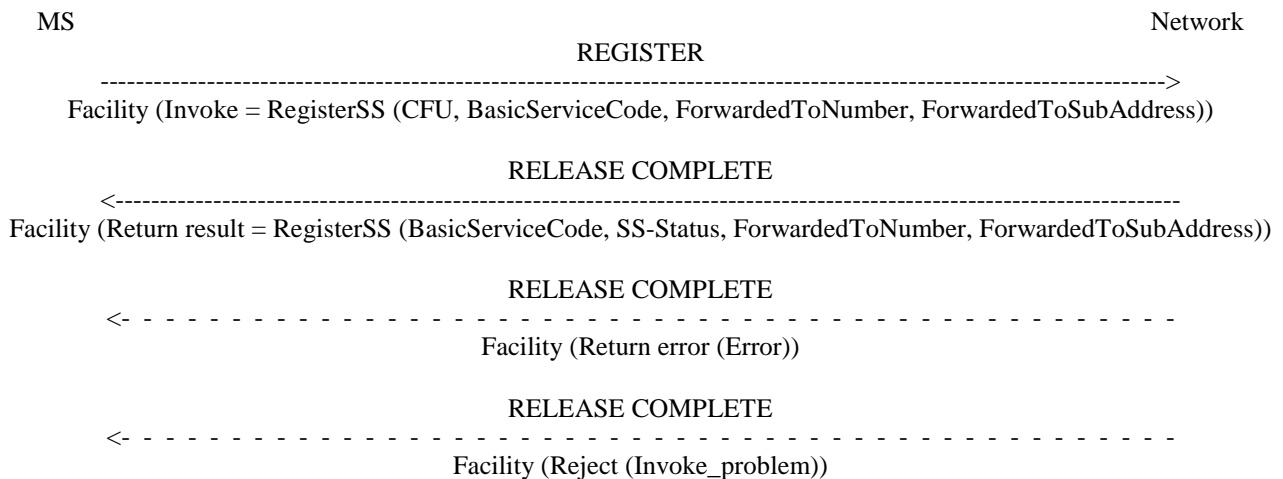 MS Network
REGISTER
Facility (Invoke = RegisterSS (CFU, BasicServiceCode, ForwardedToNumber, ForwardedToSubAddress))
RELEASE COMPLETE
Facility (Return result = RegisterSS (BasicServiceCode, SS-Status, ForwardedToNumber, ForwardedToSubAddress))
RELEASE COMPLETE
Facility (Return error (Error))
RELEASE COMPLETE
Facility (Reject (Invoke_problem))